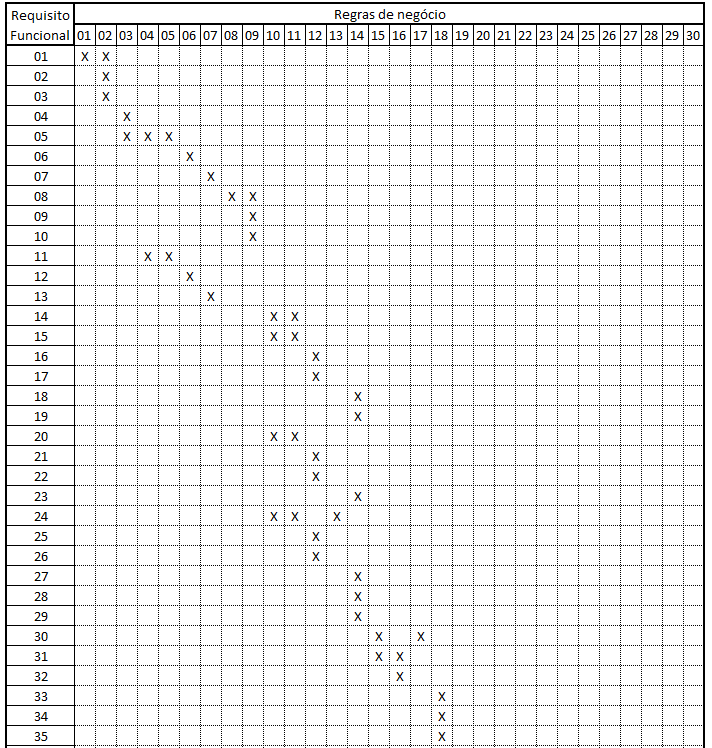 Requisito Funcional Regras de negócio
01 02 03 04 05 06 07 08 09 10 11 12 13 14 15 16 17 18 19 20 21 22 23 24 25 26 27 28 29 30
01 X X
02 X
03 X
04 X
05 X X X
06 X
07 X
08 X X
09 X
10 X
11 X X
12 X
13 X
14 X X
15 X X
16 X
17 X
18 X
19 X
20 X X
21 X
22 X
23 X
24 X X X
25 X
26 X
27 X
28 X
29 X
30 X X
31 X X
32 X
33 X
34 X
35 X